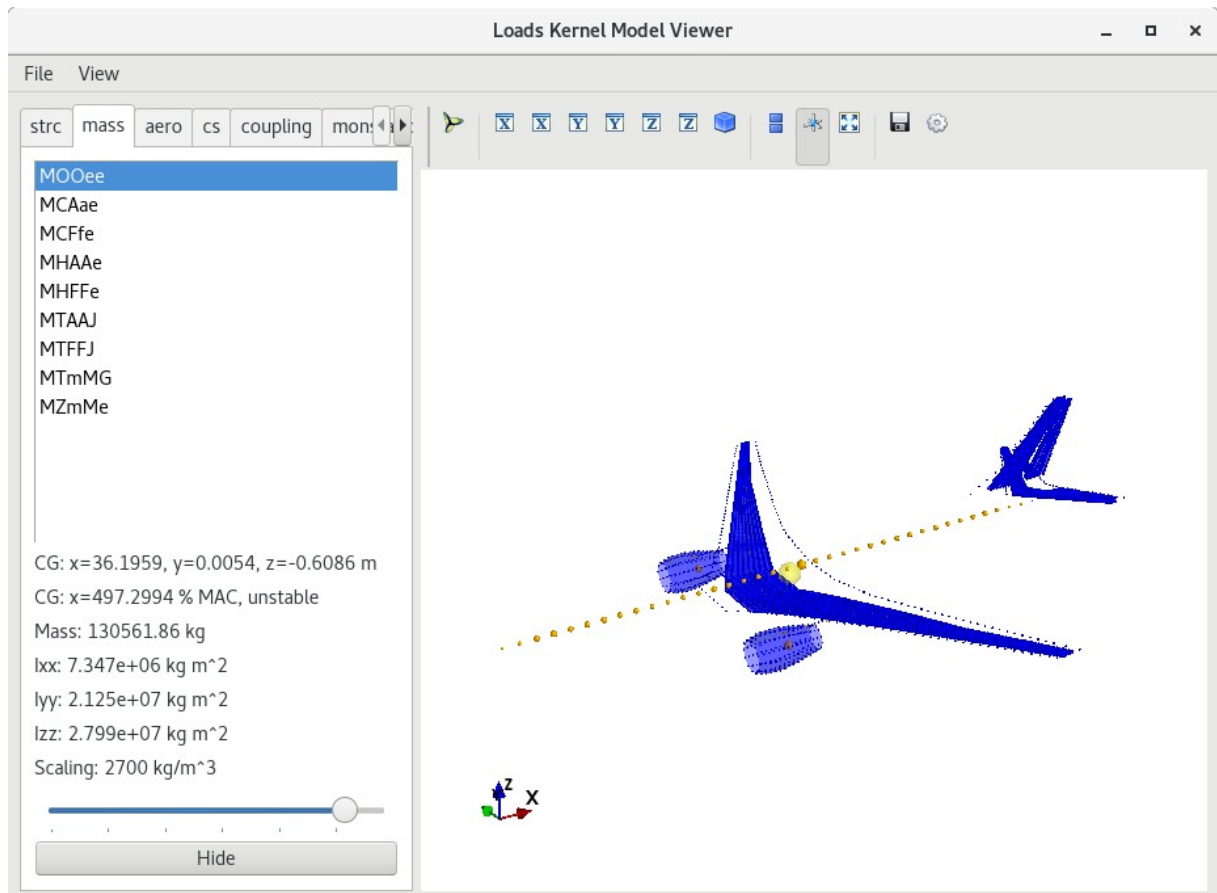 Loads Kernel Model Viewer
File View
strc mass aero cs coupling
X X Y Y Z Z
MOOee
MCAae
MCFfe
MHAAe
MHFFe
MTAAJ
MTFFJ
MTmMG
MZmMe
CG: x=36.1959, y=0.0054, z=-0.6086 m
CG: x=497.2994 % MAC, unstable
Mass: 130561.86 kg
Ixx: 7.347e+06 kg m^2
Iyy: 2.125e+07 kg m^2
Izz: 2.799e+07 kg m^2
Scaling: 2700 kg/m^3
Hide
Z
X